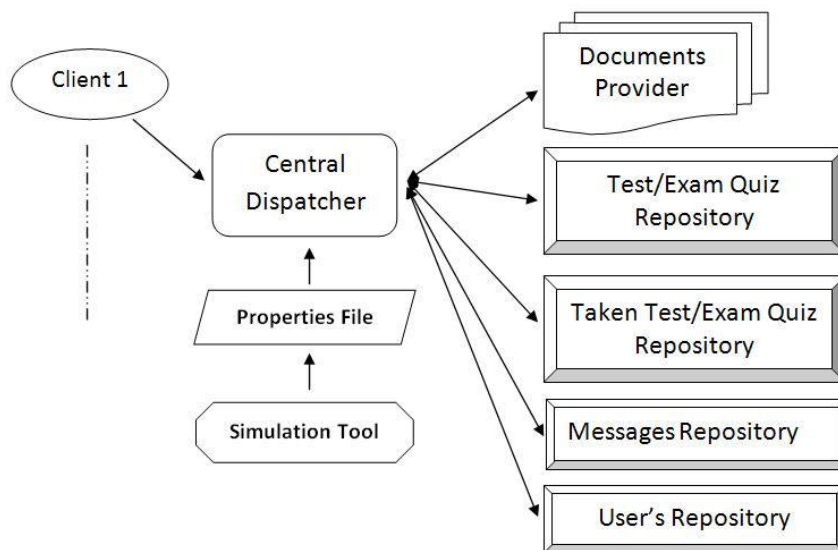 Client 1
Central
Dispatcher
Properties File
Simulation Tool
Documents
Provider
Test/Exam Quiz
Repository
Taken Test/Exam Quiz
Repository
Messages Repository
User’s Repository